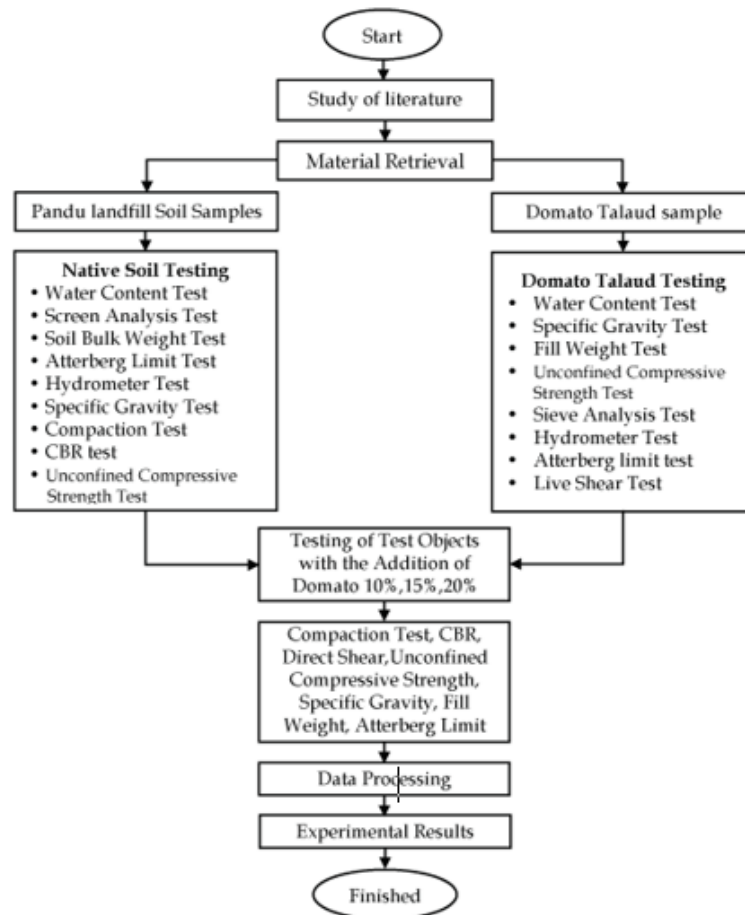 Start
Study of literature
Material Retrieval
Pandu landfill Soil Samples
Native Soil Testing
• Water Content Test
• Screen Analysis Test
• Soil Bulk Weight Test
• Atterberg Limit Test
• Hydrometer Test
• Specific Gravity Test
• Compaction Test
• CBR test
• Unconfined Compressive
Strength Test
Domato Talaud sample
Domato Talaud Testing
• Water Content Test
• Specific Gravity Test
• Fill Weight Test
• Unconfined Compressive
Strength Test
• Sieve Analysis Test
• Hydrometer Test
• Atterberg limit test
• Live Shear Test
Testing of Test Objects
with the Addition of
Domato 10%,15%,20%
Compaction Test, CBR,
Direct Shear,Unconfined
Compressive Strength,
Specific Gravity, Fill
Weight, Atterberg Limit
Data Processing
Experimental Results
Finished